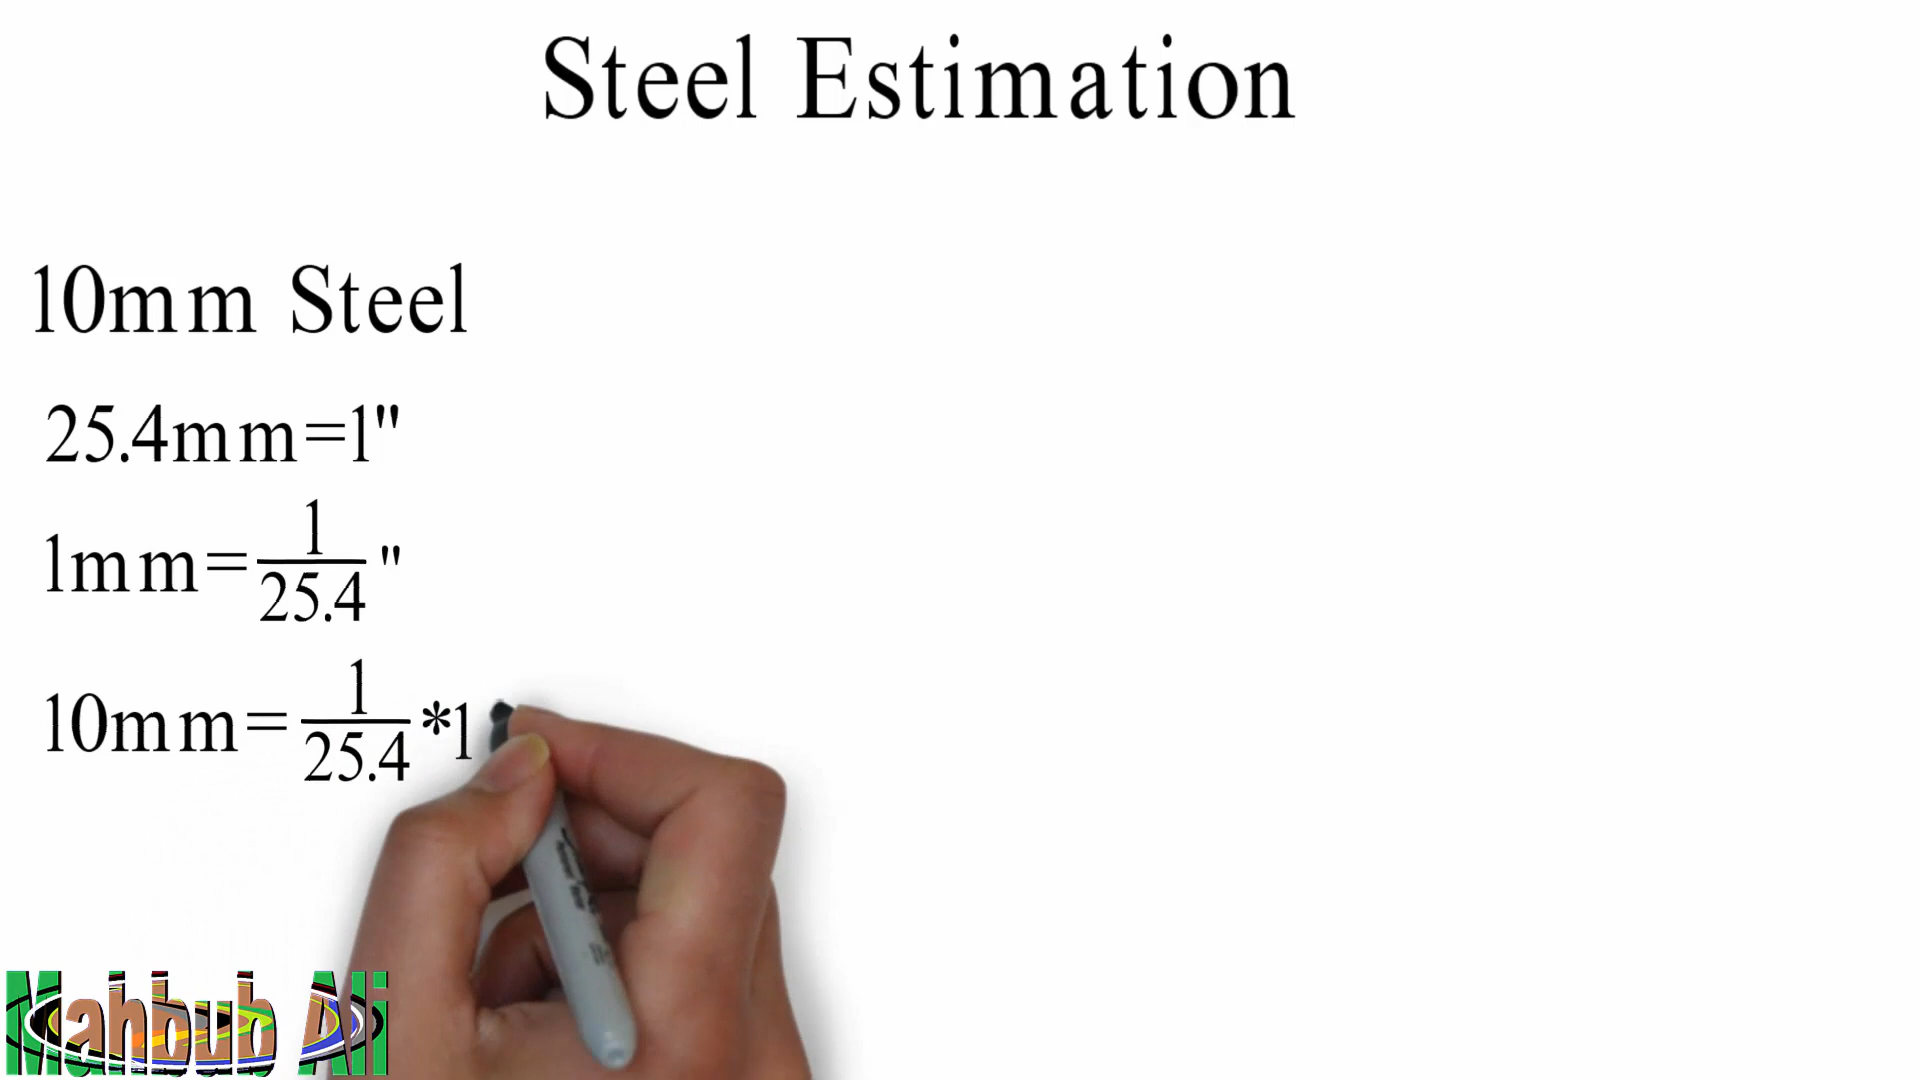 Steel Estimation
10mm Steel
25.4mm=1"
1mm=1/25.4"
10mm=1/25.4*1
Mahbub Ali